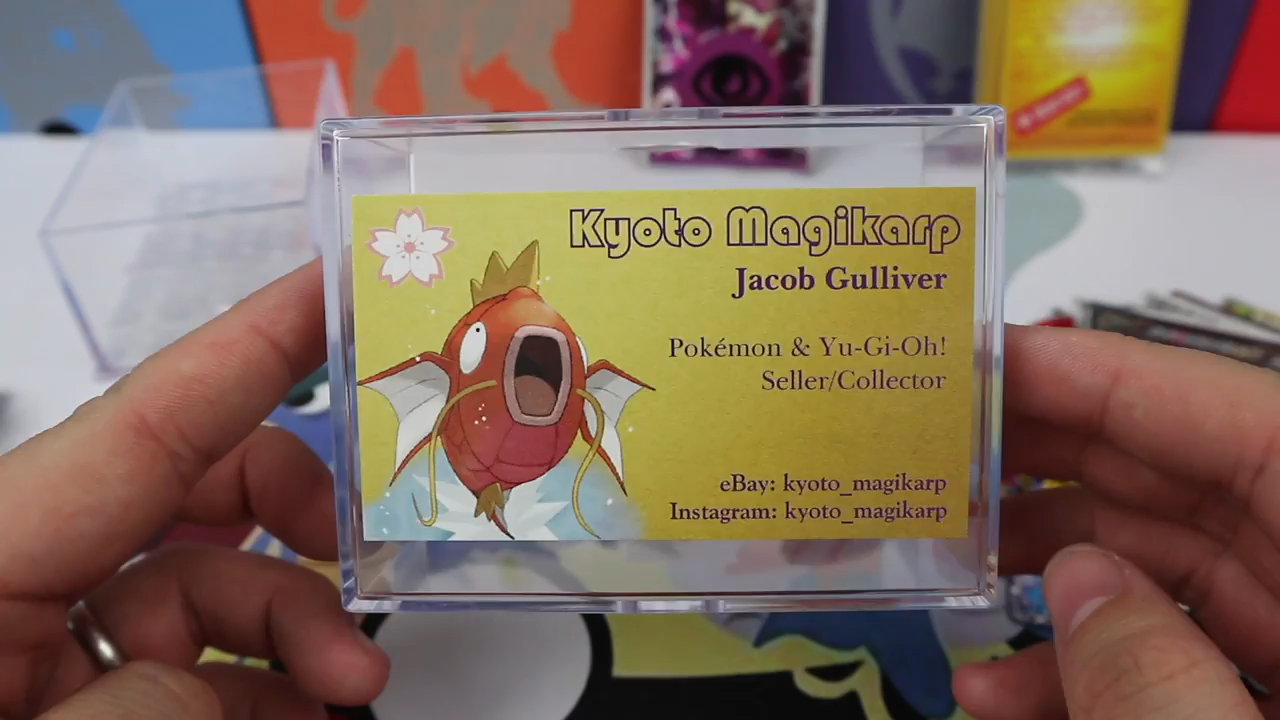 Kyoto Magikarp
Jacob Gulliver
Pokémon & Yu-Gi-Oh!
Seller/Collector
eBay: kyoto_magikarp
Instagram: kyoto_magikarp